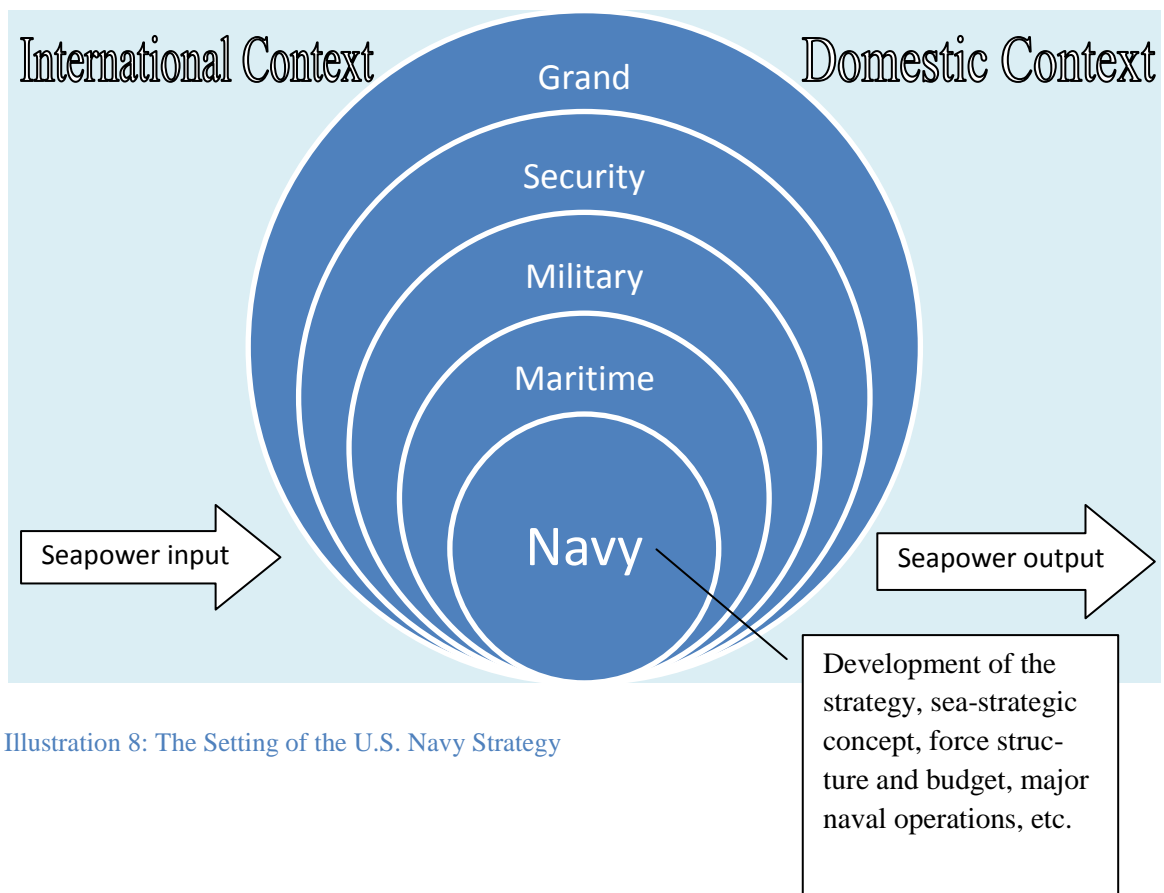 International Context
Domestic Context
Grand
Security
Military
Maritime
Navy
Seapower input
Seapower output
Development of the
strategy, sea-strategic
concept, force struc-
ture and budget, major
naval operations, etc.
Illustration 8: The Setting of the U.S. Navy Strategy